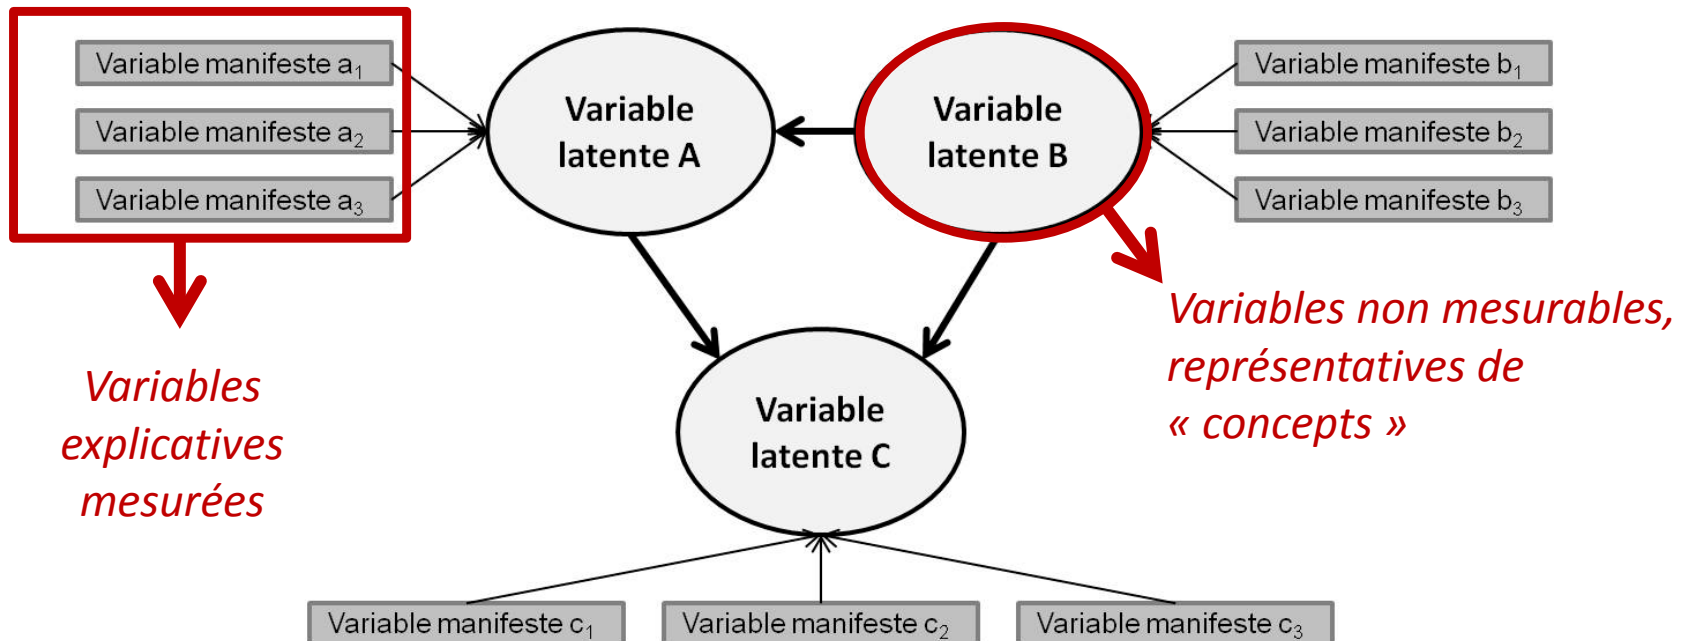 Variable manifeste a₁
Variable manifeste a₂
Variable manifeste a₃
Variable
latente A
Variable
latente B
Variable manifeste b₁
Variable manifeste b₂
Variable manifeste b₃
Variables
explicatives
mesurées
Variables non mesurables,
représentatives de
« concepts »
Variable
latente C
Variable manifeste c₁
Variable manifeste c₂
Variable manifeste c₃